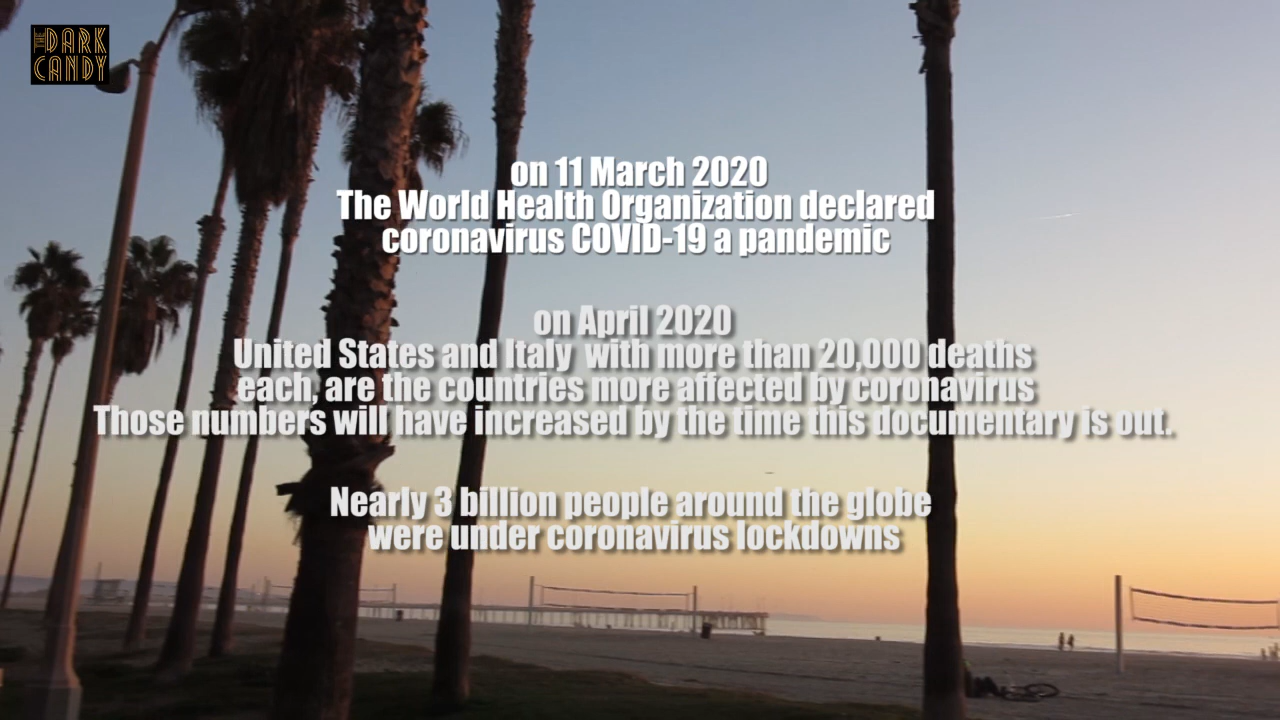 THE DARK
CANDY
on 11 March 2020
The World Health Organization declared
coronavirus COVID-19 a pandemic
on April 2020
United States and Italy with more than 20,000 deaths
each, are the countries more affected by coronavirus
Those numbers will have increased by the time this documentary is out.
Nearly 3 billion people around the globe
were under coronavirus lockdowns